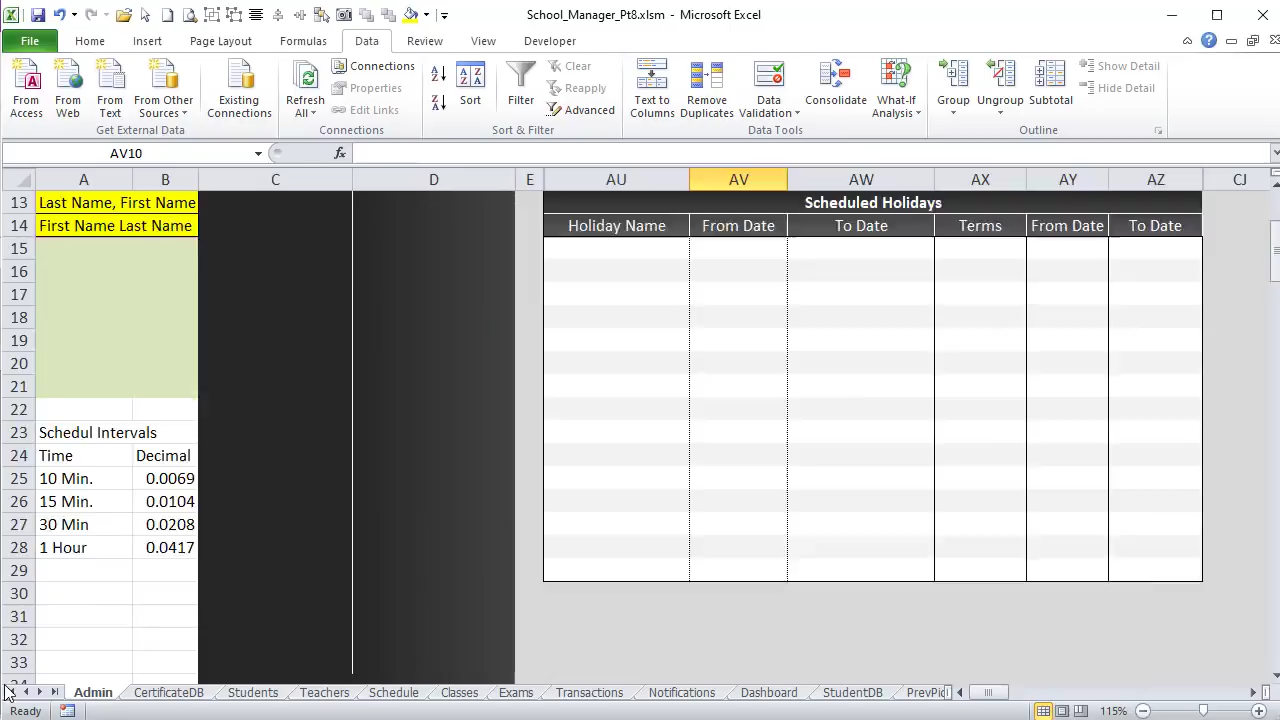 School_Manager_Pt8.xlsm - Microsoft Excel
File Home Insert Page Layout Formulas Data Review View Developer
From Access
From Web
From Text
From Other Sources
Existing Connections
Refresh All
Connections
Properties
Edit Links
Sort
Filter
Clear
Reapply
Advanced
Text to Columns
Remove Duplicates
Data Validation
Consolidate
What-If Analysis
Group
Ungroup
Subtotal
Show Detail
Hide Detail
Get External Data Connections Sort & Filter Data Tools Outline
AV10 fx
A B C D E AU AV AW AX AY AZ CJ
13 Last Name, First Name Scheduled Holidays
14 First Name Last Name Holiday Name From Date To Date Terms From Date To Date
15
16
17
18
19
20
21
22
23 Schedul Intervals
24 Time Decimal
25 10 Min. 0.0069
26 15 Min. 0.0104
27 30 Min 0.0208
28 1 Hour 0.0417
29
30
31
32
33
Admin CertificateDB Students Teachers Schedule Classes Exams Transactions Notifications Dashboard StudentDB PrevPic
Ready 115%